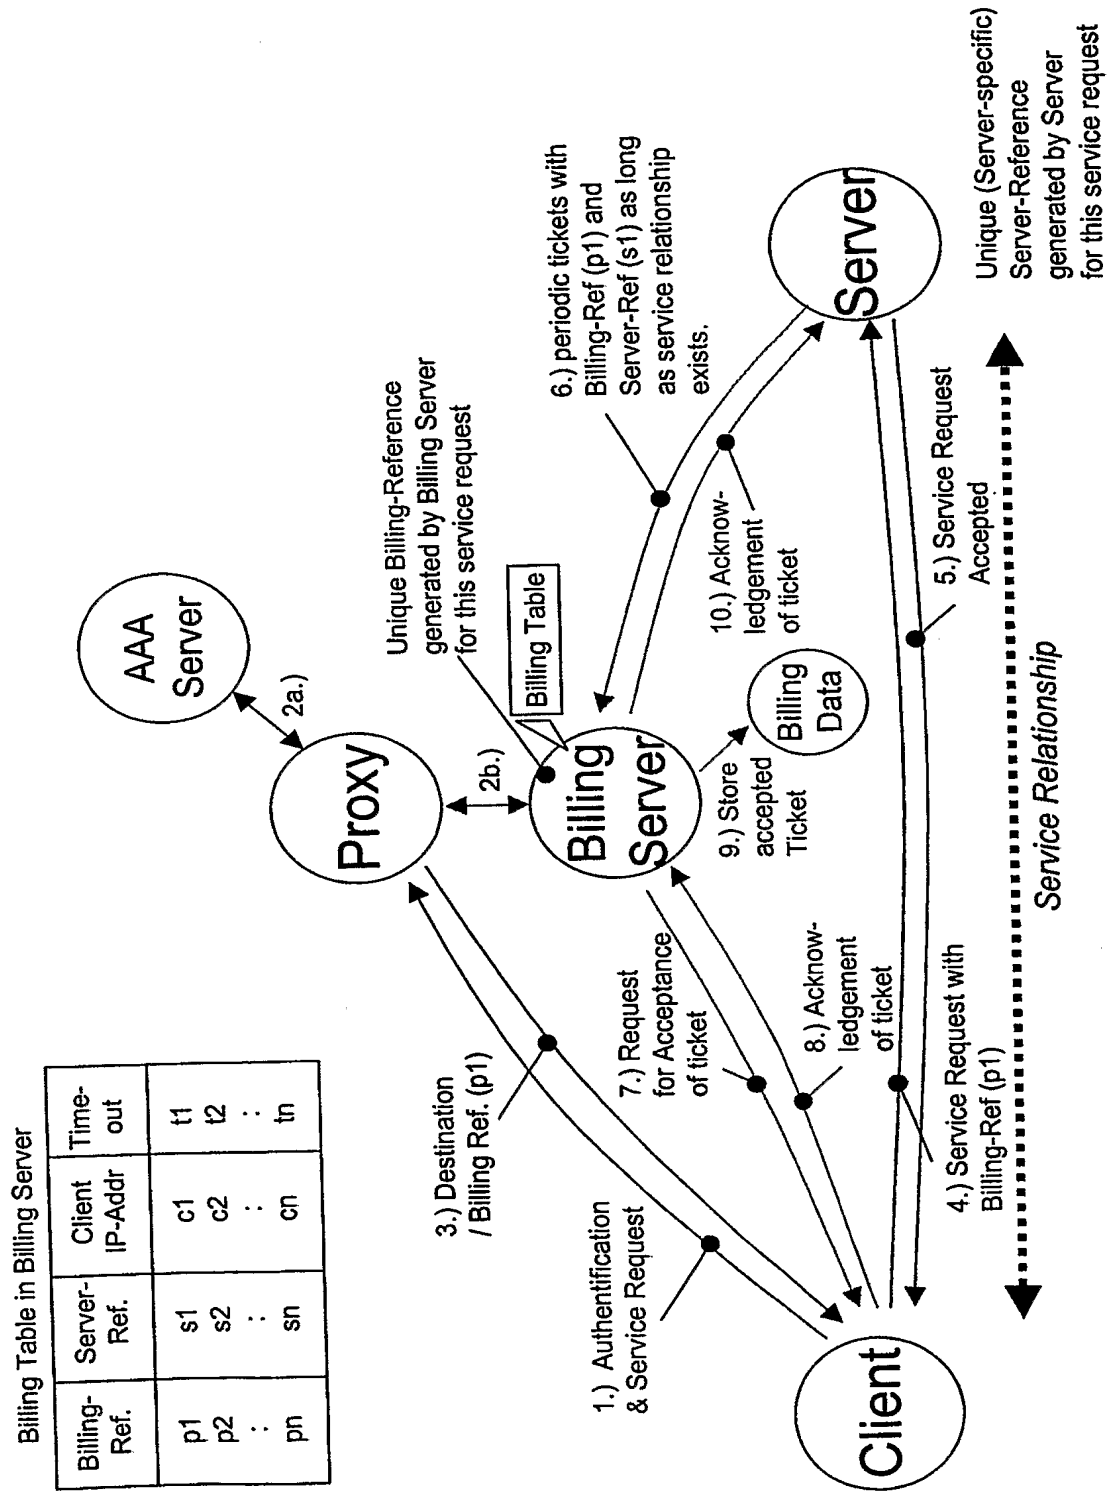 Billing Table in Billing Server
Billing-
Ref.
Server-
Ref.
Client
IP-Addr
Time-
out
p1 s1 c1 t1
p2 s2 c2 t2
: : : :
pn sn cn tn
AAA
Server
2a.)
Proxy
2b.)
Unique Billing-Reference
generated by Billing Server
for this service request
Billing Table
Billing
Server
3.) Destination
/ Billing Ref. (p1)
1.) Authentification
& Service Request
6.) periodic tickets with
Billing-Ref (p1) and
Server-Ref (s1) as long
as service relationship
exists.
10.) Acknow-
ledgement
of ticket
7.) Request
for Acceptance
of ticket
9.) Store
accepted
Ticket
Billing
Data
8.) Acknow-
ledgement
of ticket
Client
Server
4.) Service Request with
Billing-Ref (p1)
5.) Service Request
Accepted
Service Relationship
Unique (Server-specific)
Server-Reference
generated by Server
for this service request